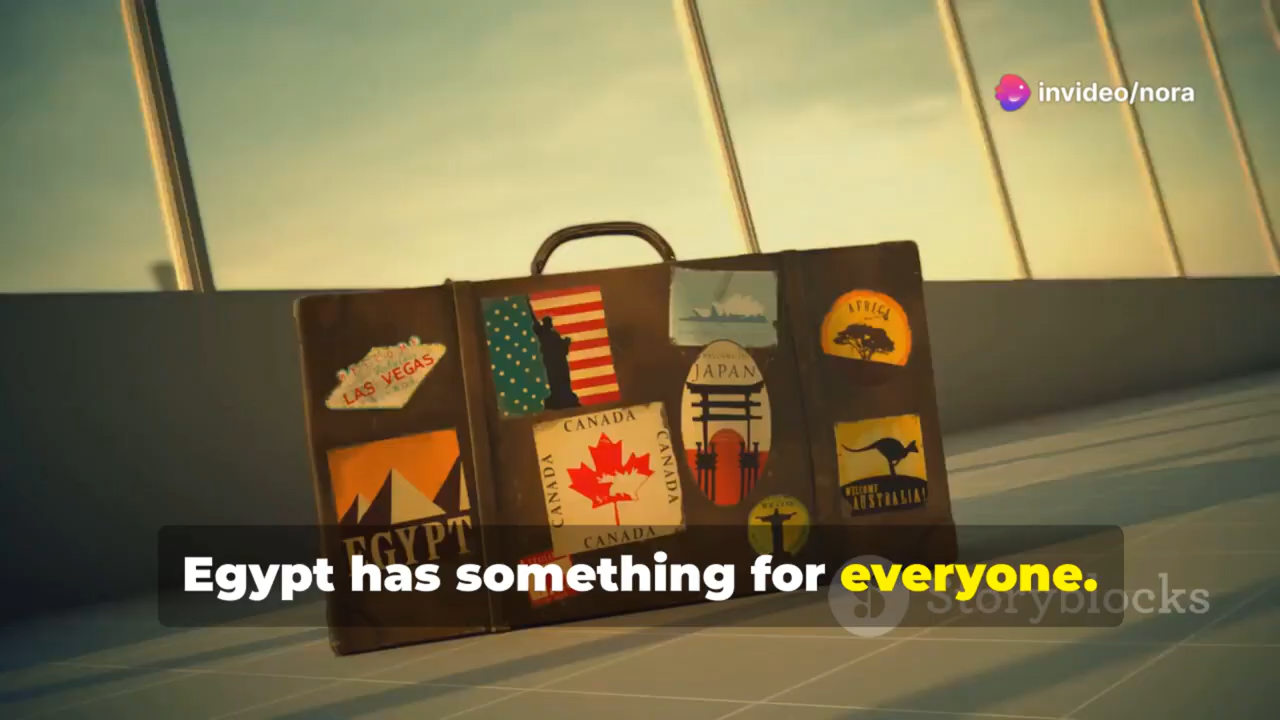 invideo/nora
AFRICA
LAS VEGAS
JAPAN
CANADA
CANADA
CANADA
CANADA
WELCOME
AUSTRALIA!
EGYPT
Egypt has something for everyone.
Storyblocks